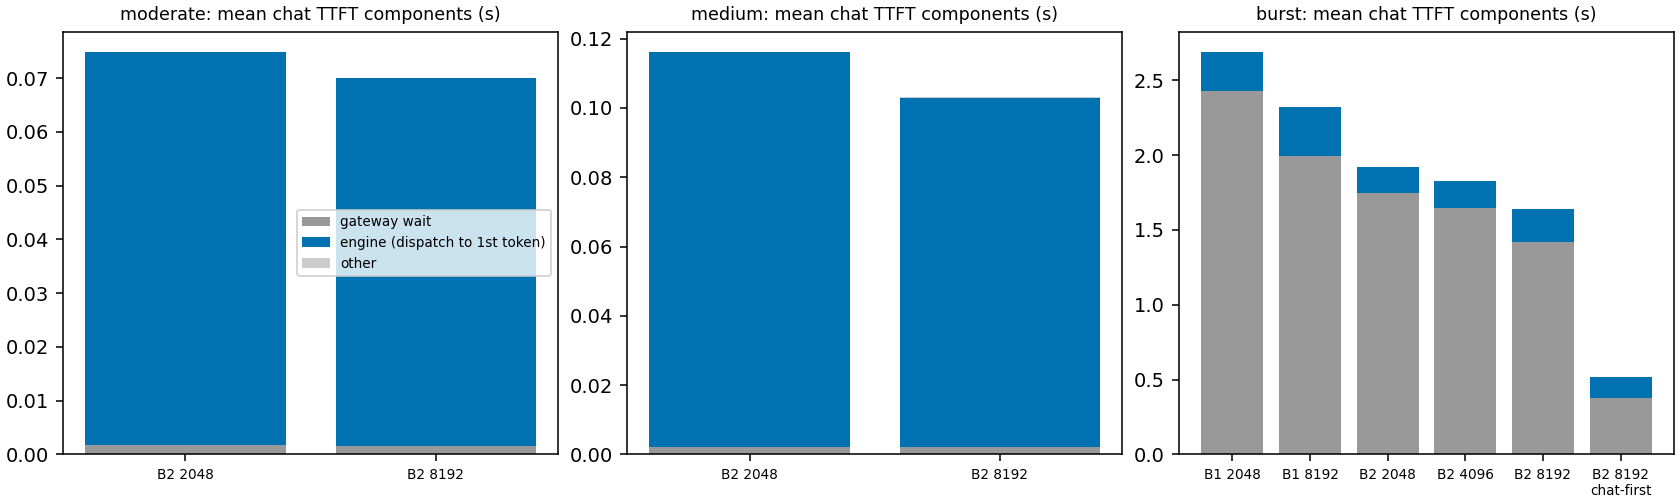 moderate: mean chat TTFT components (s)
0.07
0.06
0.05
0.04
0.03
0.02
0.01
0.00
gateway wait
engine (dispatch to 1st token)
other
B2 2048
B2 8192
medium: mean chat TTFT components (s)
0.12
0.10
0.08
0.06
0.04
0.02
0.00
B2 2048
B2 8192
burst: mean chat TTFT components (s)
2.5
2.0
1.5
1.0
0.5
0.0
B1 2048
B1 8192
B2 2048
B2 4096
B2 8192
B2 8192
chat-first